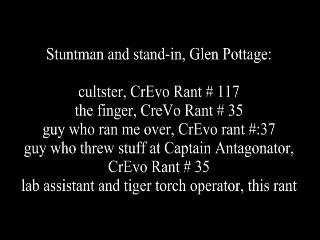 Stuntman and stand-in, Glen Pottage:
cultster, CrEvo Rant # 117
the finger, CreVo Rant # 35
guy who ran me over, CrEvo rant #:37
guy who threw stuff at Captain Antagonator,
CrEvo Rant # 35
lab assistant and tiger torch operator, this rant